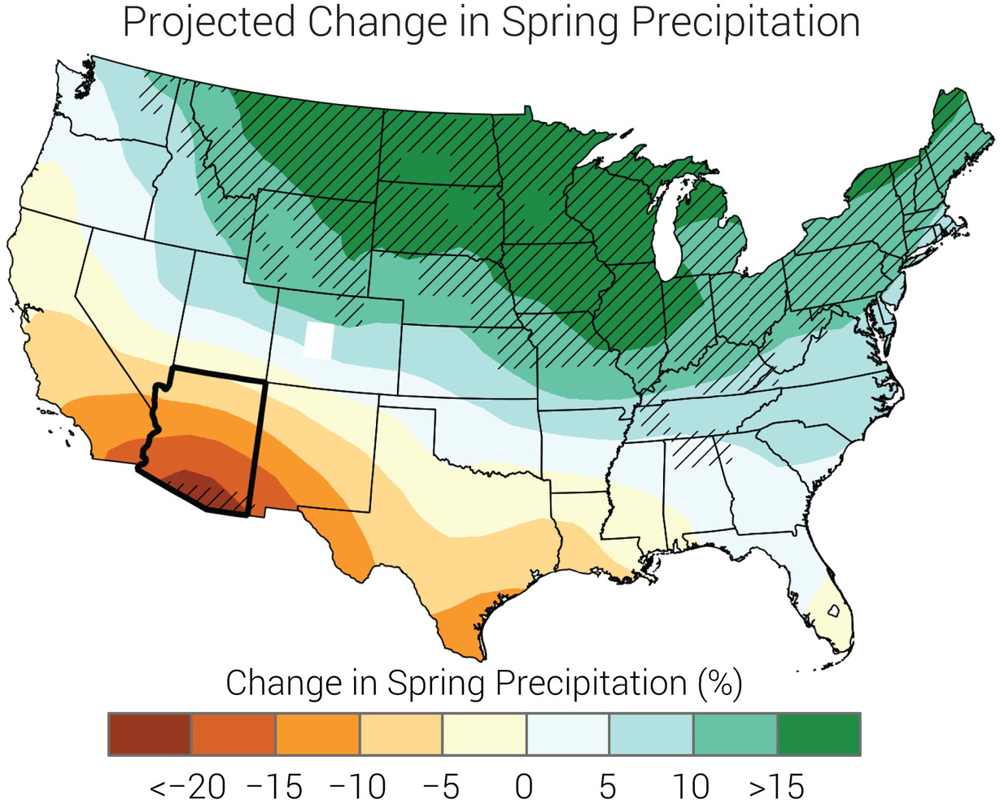 Projected Change in Spring Precipitation
Change in Spring Precipitation (%)
<−20 −15 −10 −5 0 5 10 >15